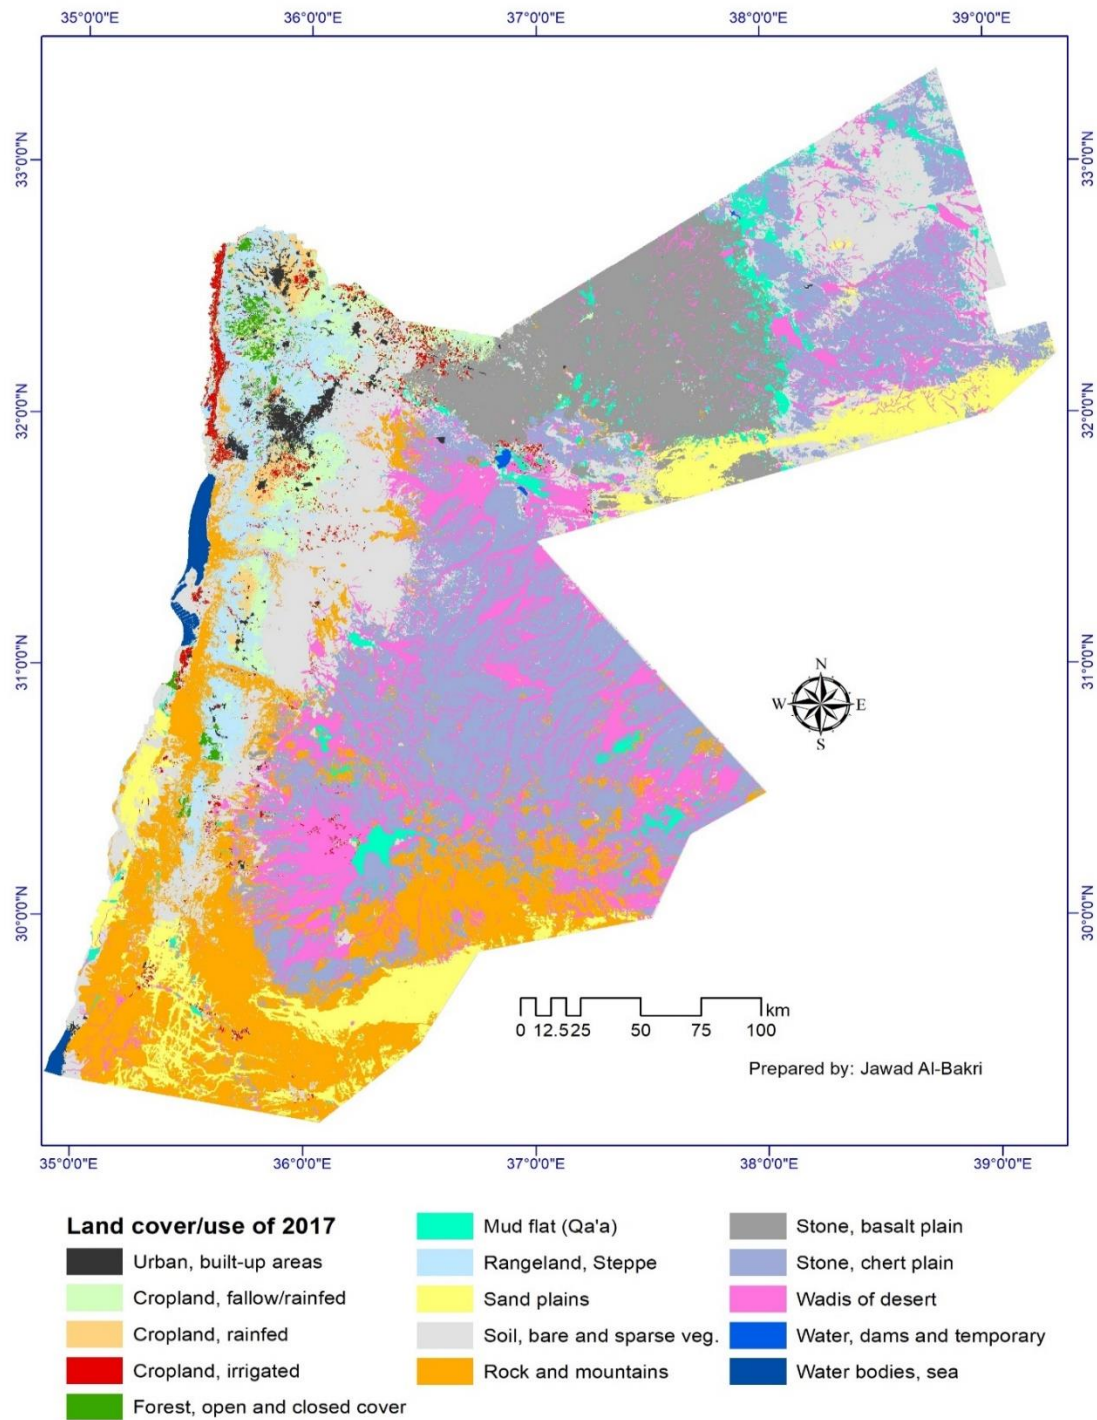 35°0'0"E 36°0'0"E 37°0'0"E 38°0'0"E 39°0'0"E
33°0'0"N 33°0'0"N
32°0'0"N 32°0'0"N
31°0'0"N 31°0'0"N
N
W E
S
30°0'0"N 30°0'0"N
km
0 12.5 25 50 75 100
Prepared by: Jawad Al-Bakri
35°0'0"E 36°0'0"E 37°0'0"E 38°0'0"E 39°0'0"E
Land cover/use of 2017
Urban, built-up areas
Cropland, fallow/rainfed
Cropland, rainfed
Cropland, irrigated
Forest, open and closed cover
Mud flat (Qa'a)
Rangeland, Steppe
Sand plains
Soil, bare and sparse veg.
Rock and mountains
Stone, basalt plain
Stone, chert plain
Wadis of desert
Water, dams and temporary
Water bodies, sea